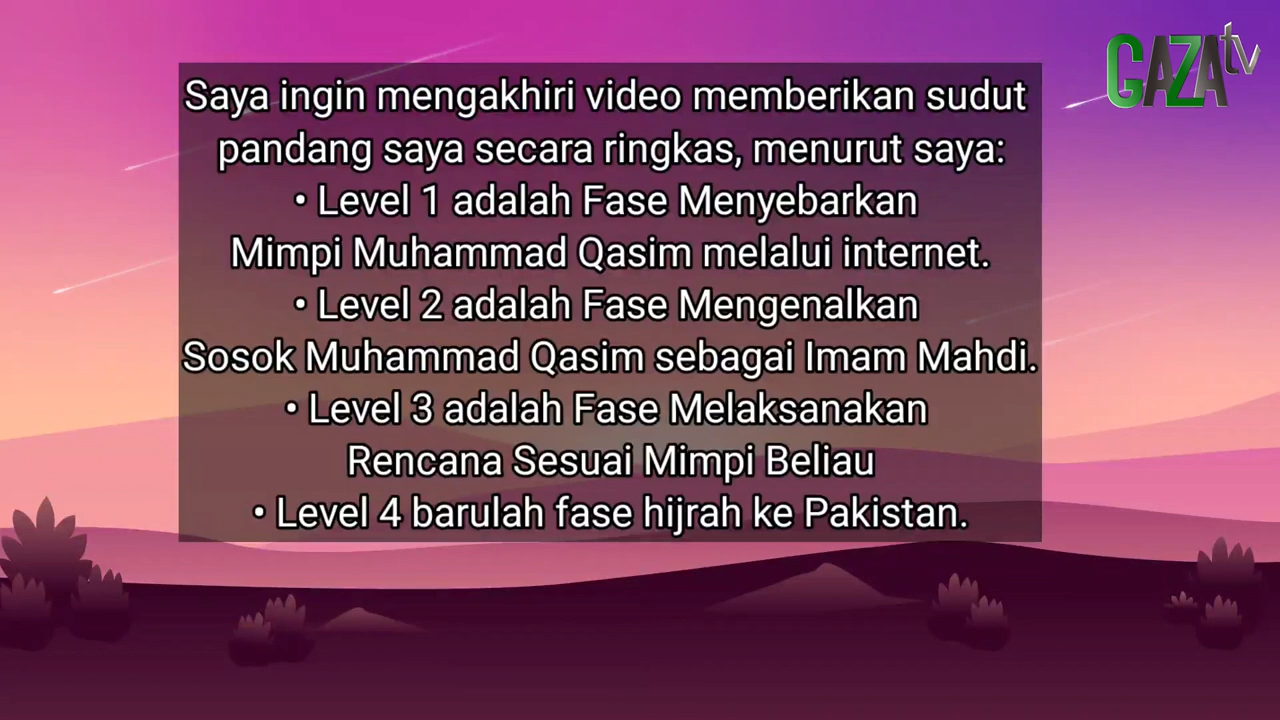 GAZAtv
Saya ingin mengakhiri video memberikan sudut
pandang saya secara ringkas, menurut saya:
• Level 1 adalah Fase Menyebarkan
Mimpi Muhammad Qasim melalui internet.
• Level 2 adalah Fase Mengenalkan
Sosok Muhammad Qasim sebagai Imam Mahdi.
• Level 3 adalah Fase Melaksanakan
Rencana Sesuai Mimpi Beliau
• Level 4 barulah fase hijrah ke Pakistan.